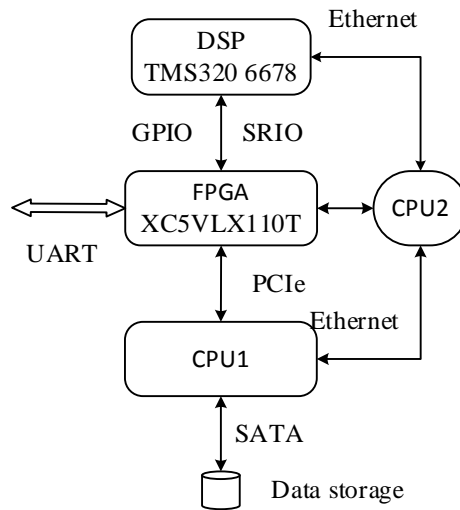 Ethernet
DSP
TMS320 6678
GPIO SRIO
FPGA
XC5VLX110T
CPU2
UART
PCIe
Ethernet
CPU1
SATA
Data storage